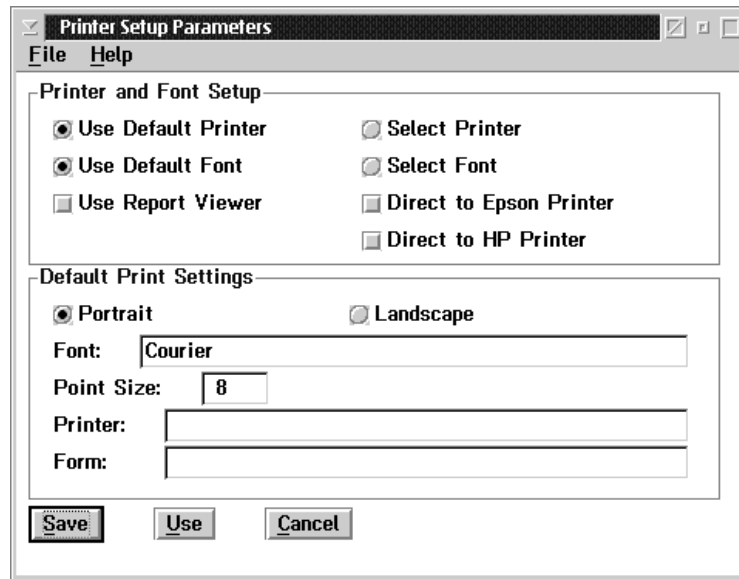 Printer Setup Parameters
File Help
Printer and Font Setup
Use Default Printer Select Printer
Use Default Font Select Font
Use Report Viewer Direct to Epson Printer
Direct to HP Printer
Default Print Settings
Portrait Landscape
Font: Courier
Point Size: 8
Printer:
Form:
Save Use Cancel